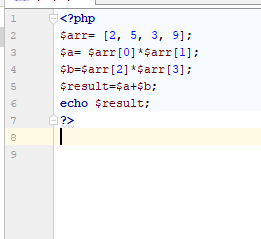 1 <?php
2 $arr= [2, 5, 3, 9];
3 $a= $arr[0]*$arr[1];
4 $b=$arr[2]*$arr[3];
5 $result=$a+$b;
6 echo $result;
7 ?>
8
9